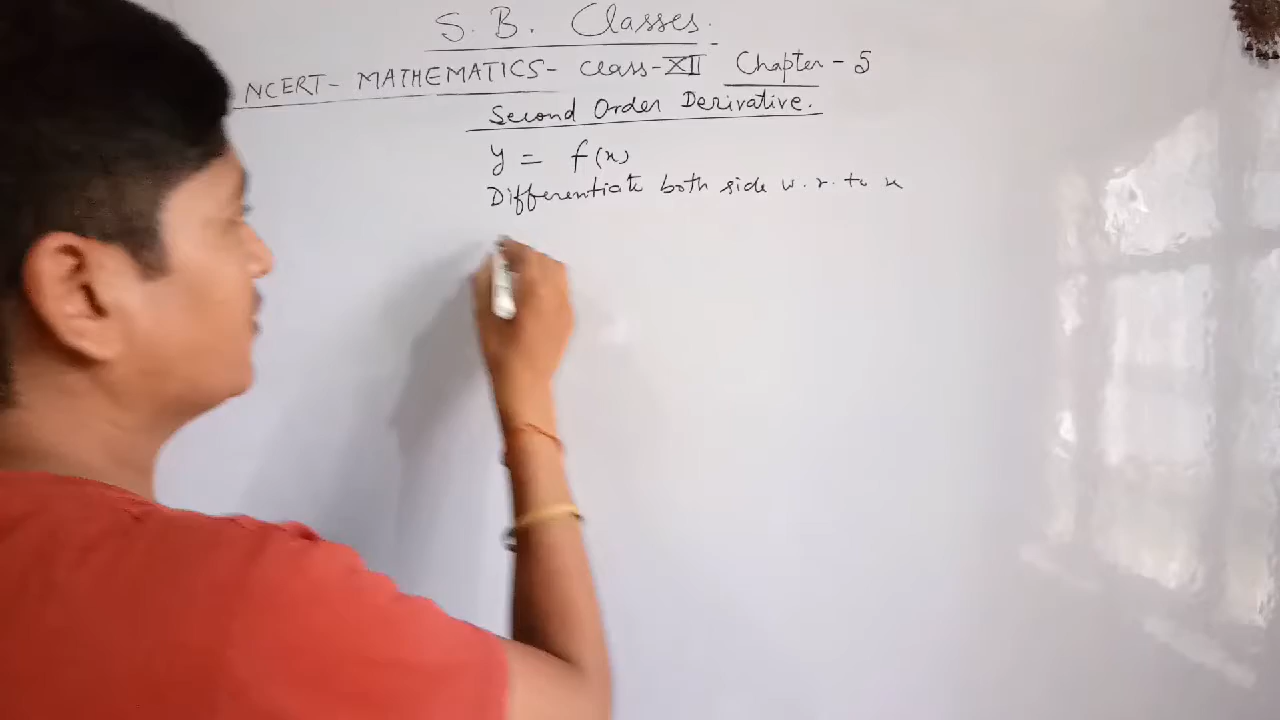 S. B. Classes.
NCERT- MATHEMATICS- Class-XII Chapter - 5
Second Order Derivative.
y = f(x)
Differentiate both side w.r. to x